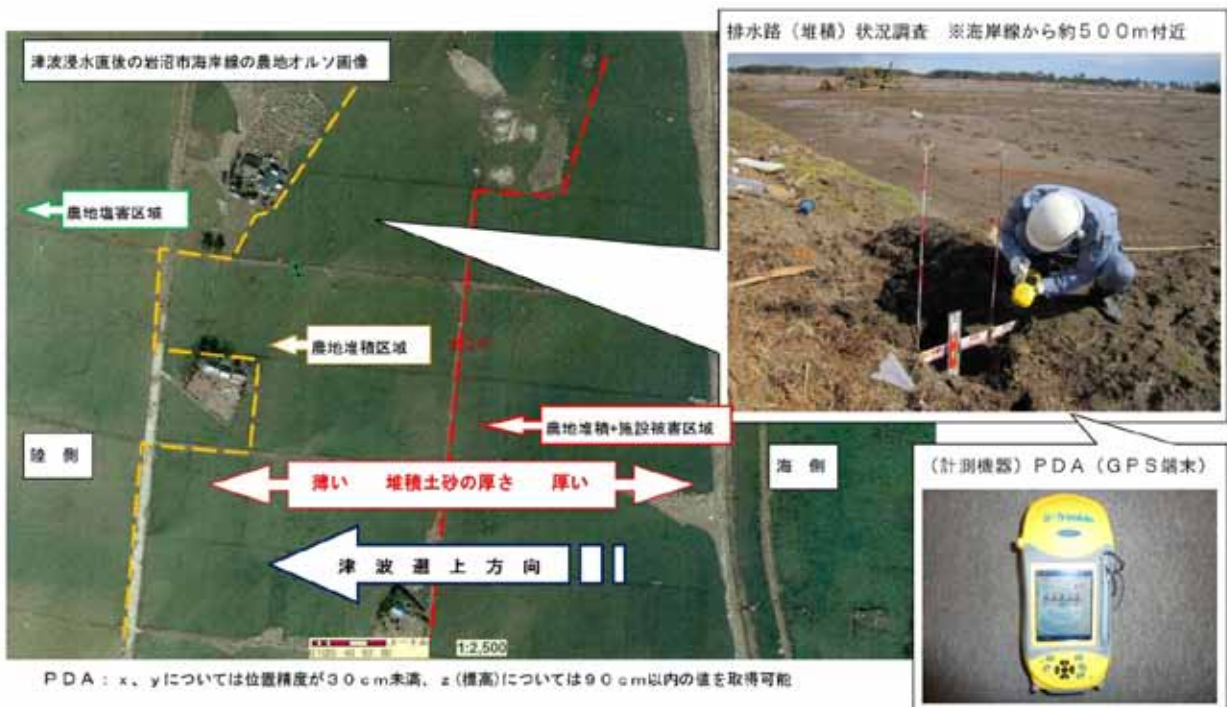 津波浸水直後の岩沼市海岸線の農地オルソ画像
排水路（堆積）状況調査　※海岸線から約５００ｍ付近
農地塩害区域
農地堆積区域
農地堆積+施設被害区域
陸　側
海　側
薄い　堆積土砂の厚さ　厚い
津　波　遡　上　方　向
1:2,500
（計測機器）ＰＤＡ（ＧＰＳ端末）
Trimble
ＰＤＡ：ｘ、ｙについては位置精度が３０ｃｍ未満、ｚ（標高）については９０ｃｍ以内の値を取得可能